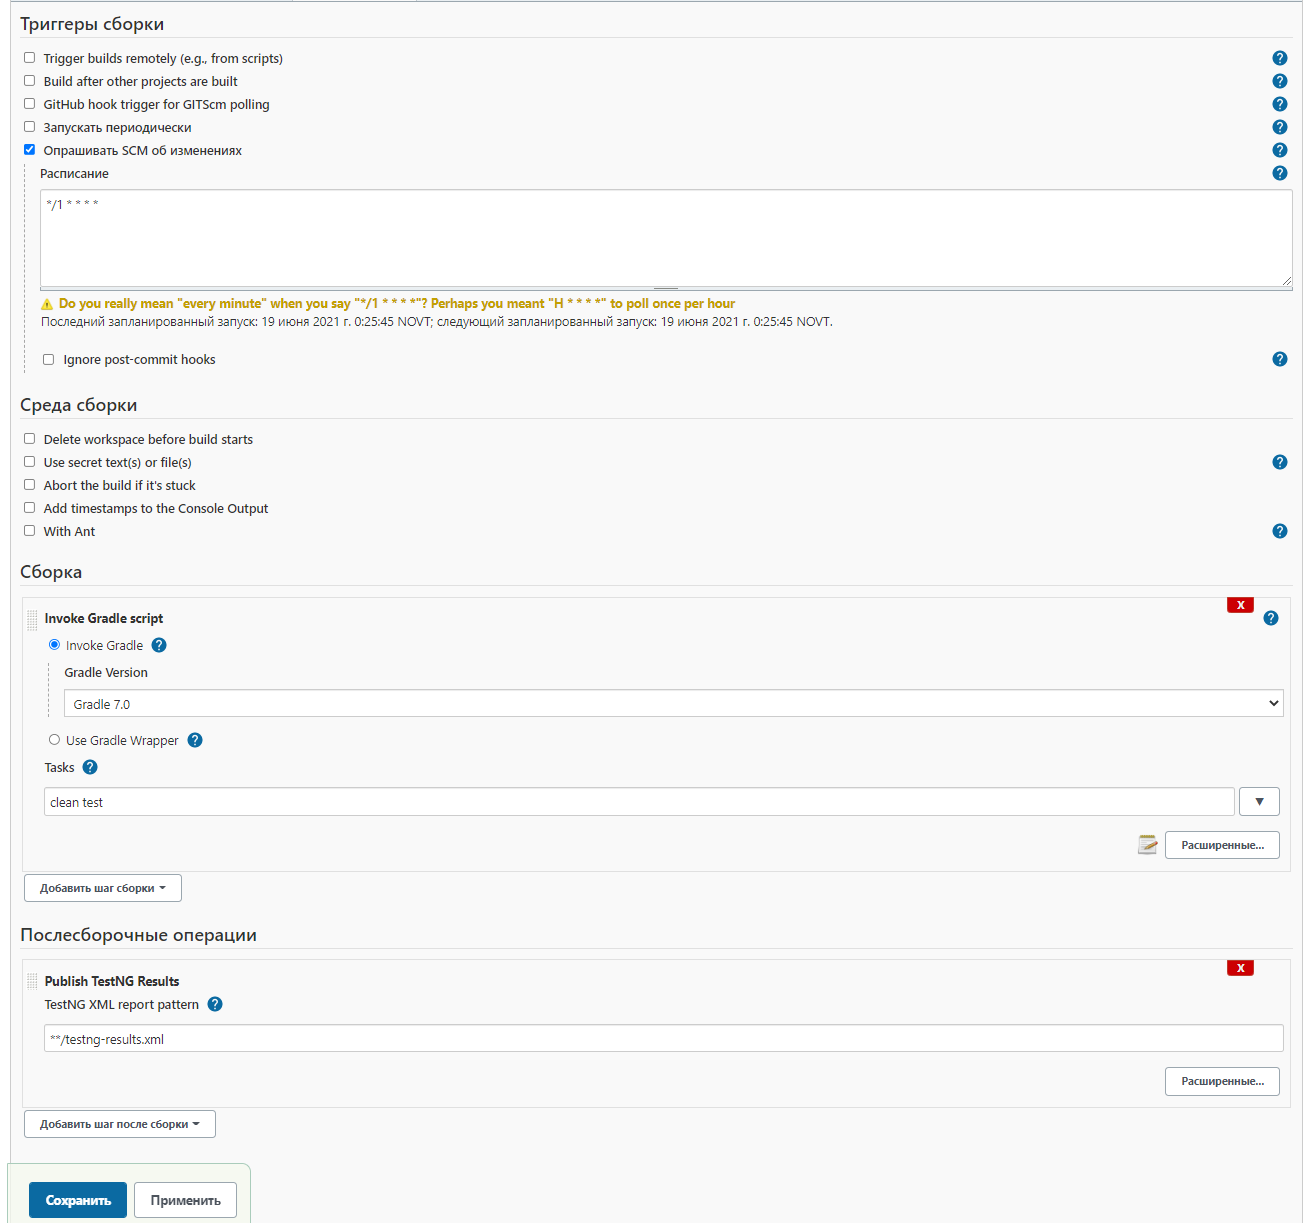 Триггеры сборки
Trigger builds remotely (e.g., from scripts)
Build after other projects are built
GitHub hook trigger for GITScm polling
Запускать периодически
Опрашивать SCM об изменениях
Расписание
*/1 * * * *
Do you really mean "every minute" when you say "*/1 * * * *"? Perhaps you meant "H * * * *" to poll once per hour
Последний запланированный запуск: 19 июня 2021 г. 0:25:45 NOVT; следующий запланированный запуск: 19 июня 2021 г. 0:25:45 NOVT.
Ignore post-commit hooks
Среда сборки
Delete workspace before build starts
Use secret text(s) or file(s)
Abort the build if it's stuck
Add timestamps to the Console Output
With Ant
Сборка
X
Invoke Gradle script
Invoke Gradle
Gradle Version
Gradle 7.0
Use Gradle Wrapper
Tasks
clean test
Расширенные...
Добавить шаг сборки
Послесборочные операции
X
Publish TestNG Results
TestNG XML report pattern
**/testng-results.xml
Расширенные...
Добавить шаг после сборки
Сохранить Применить